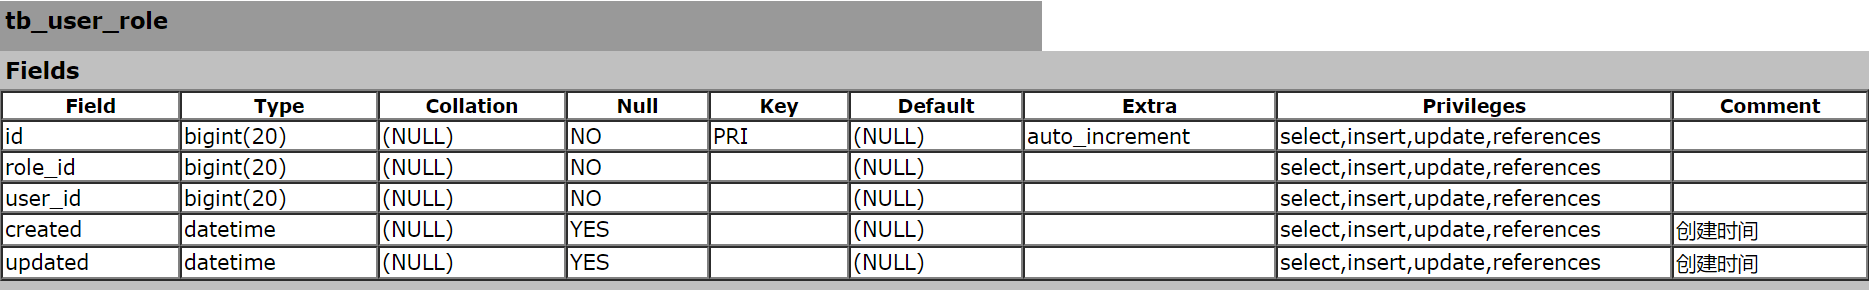 tb_user_role
Fields
Field Type Collation Null Key Default Extra Privileges Comment
id bigint(20) (NULL) NO PRI (NULL) auto_increment select,insert,update,references
role_id bigint(20) (NULL) NO (NULL) select,insert,update,references
user_id bigint(20) (NULL) NO (NULL) select,insert,update,references
created datetime (NULL) YES (NULL) select,insert,update,references 创建时间
updated datetime (NULL) YES (NULL) select,insert,update,references 创建时间